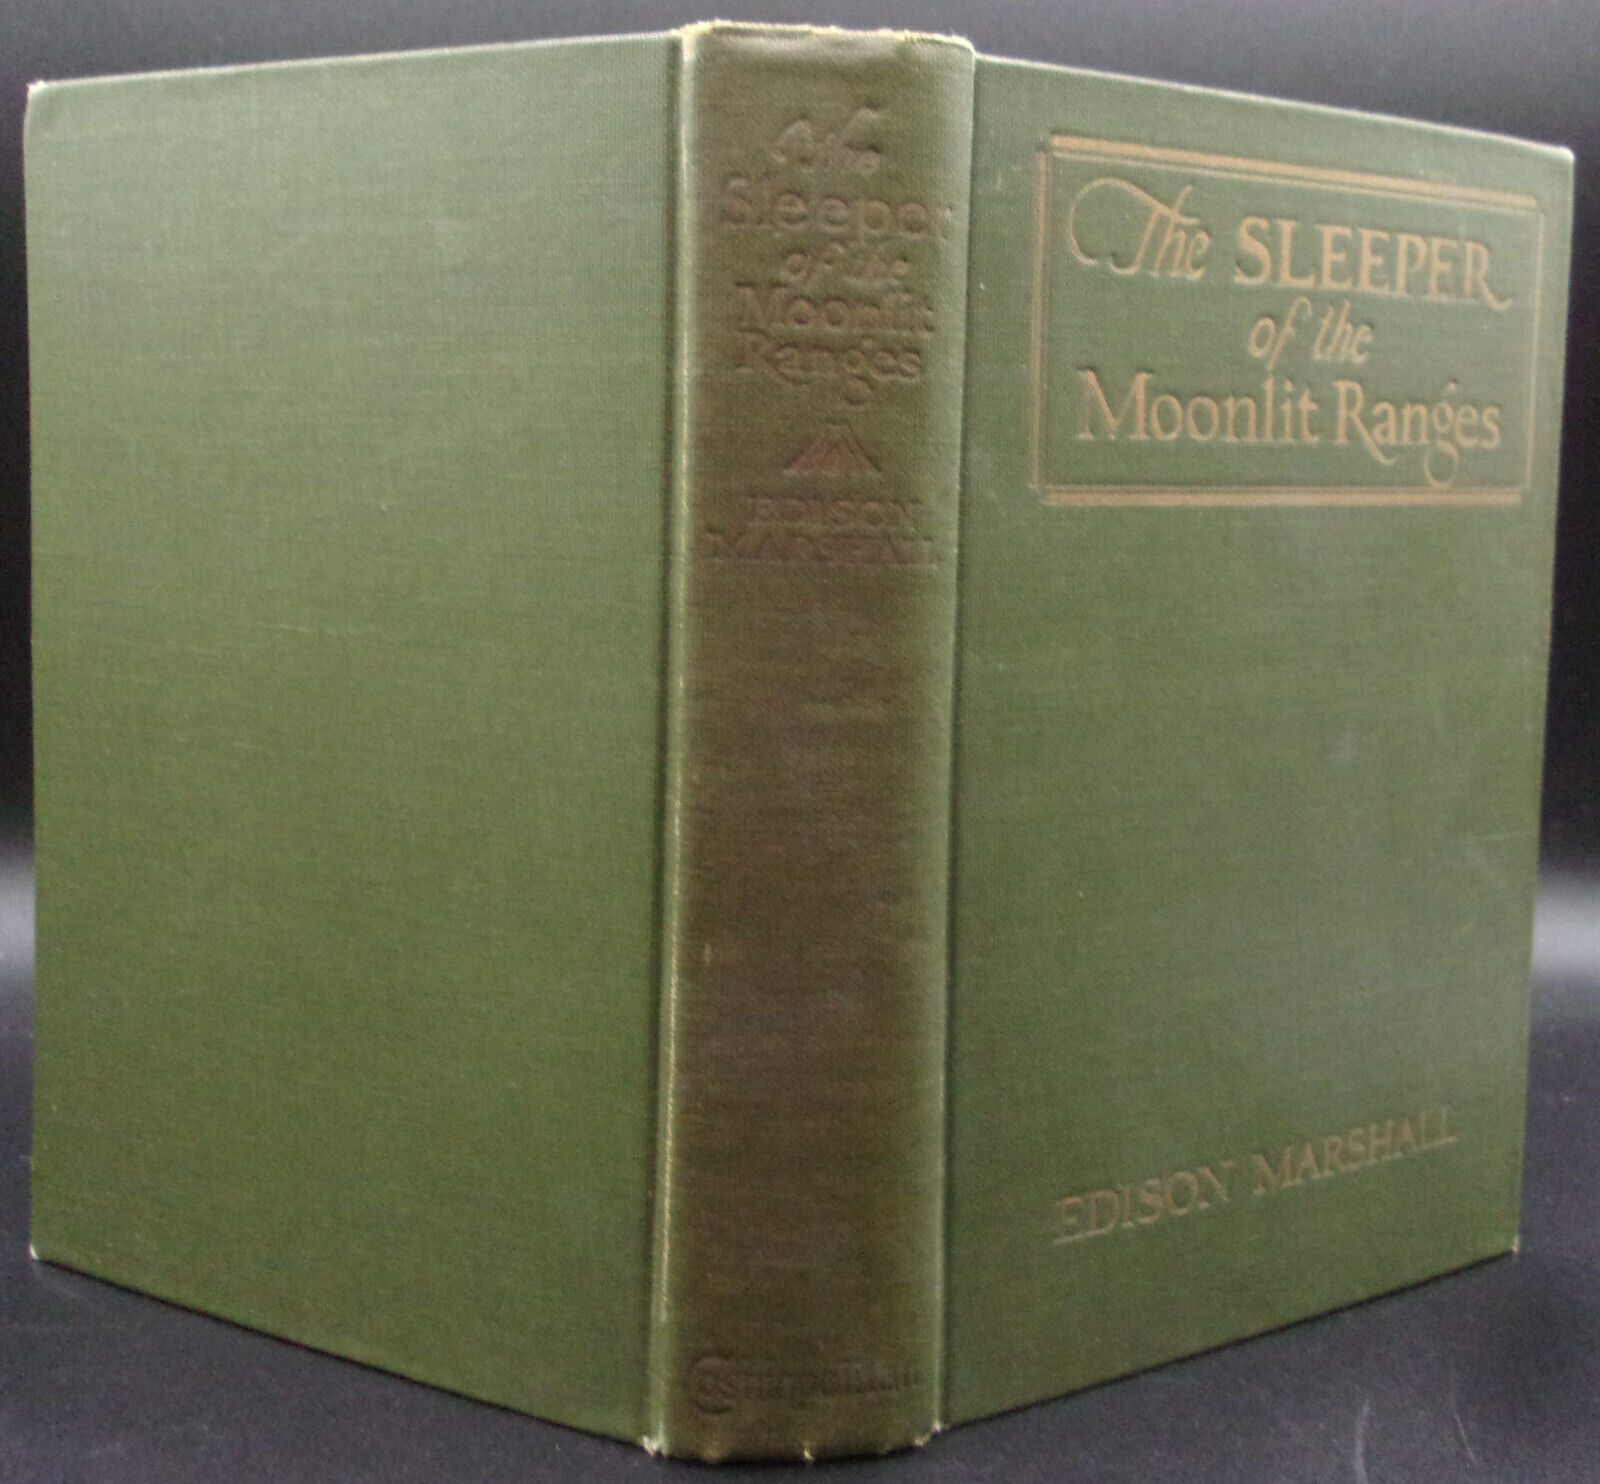 The
Sleeper
of the
Moonlit
Ranges
EDISON
MARSHALL
Cosmopolitan
The SLEEPER
of the
Moonlit Ranges
EDISON MARSHALL